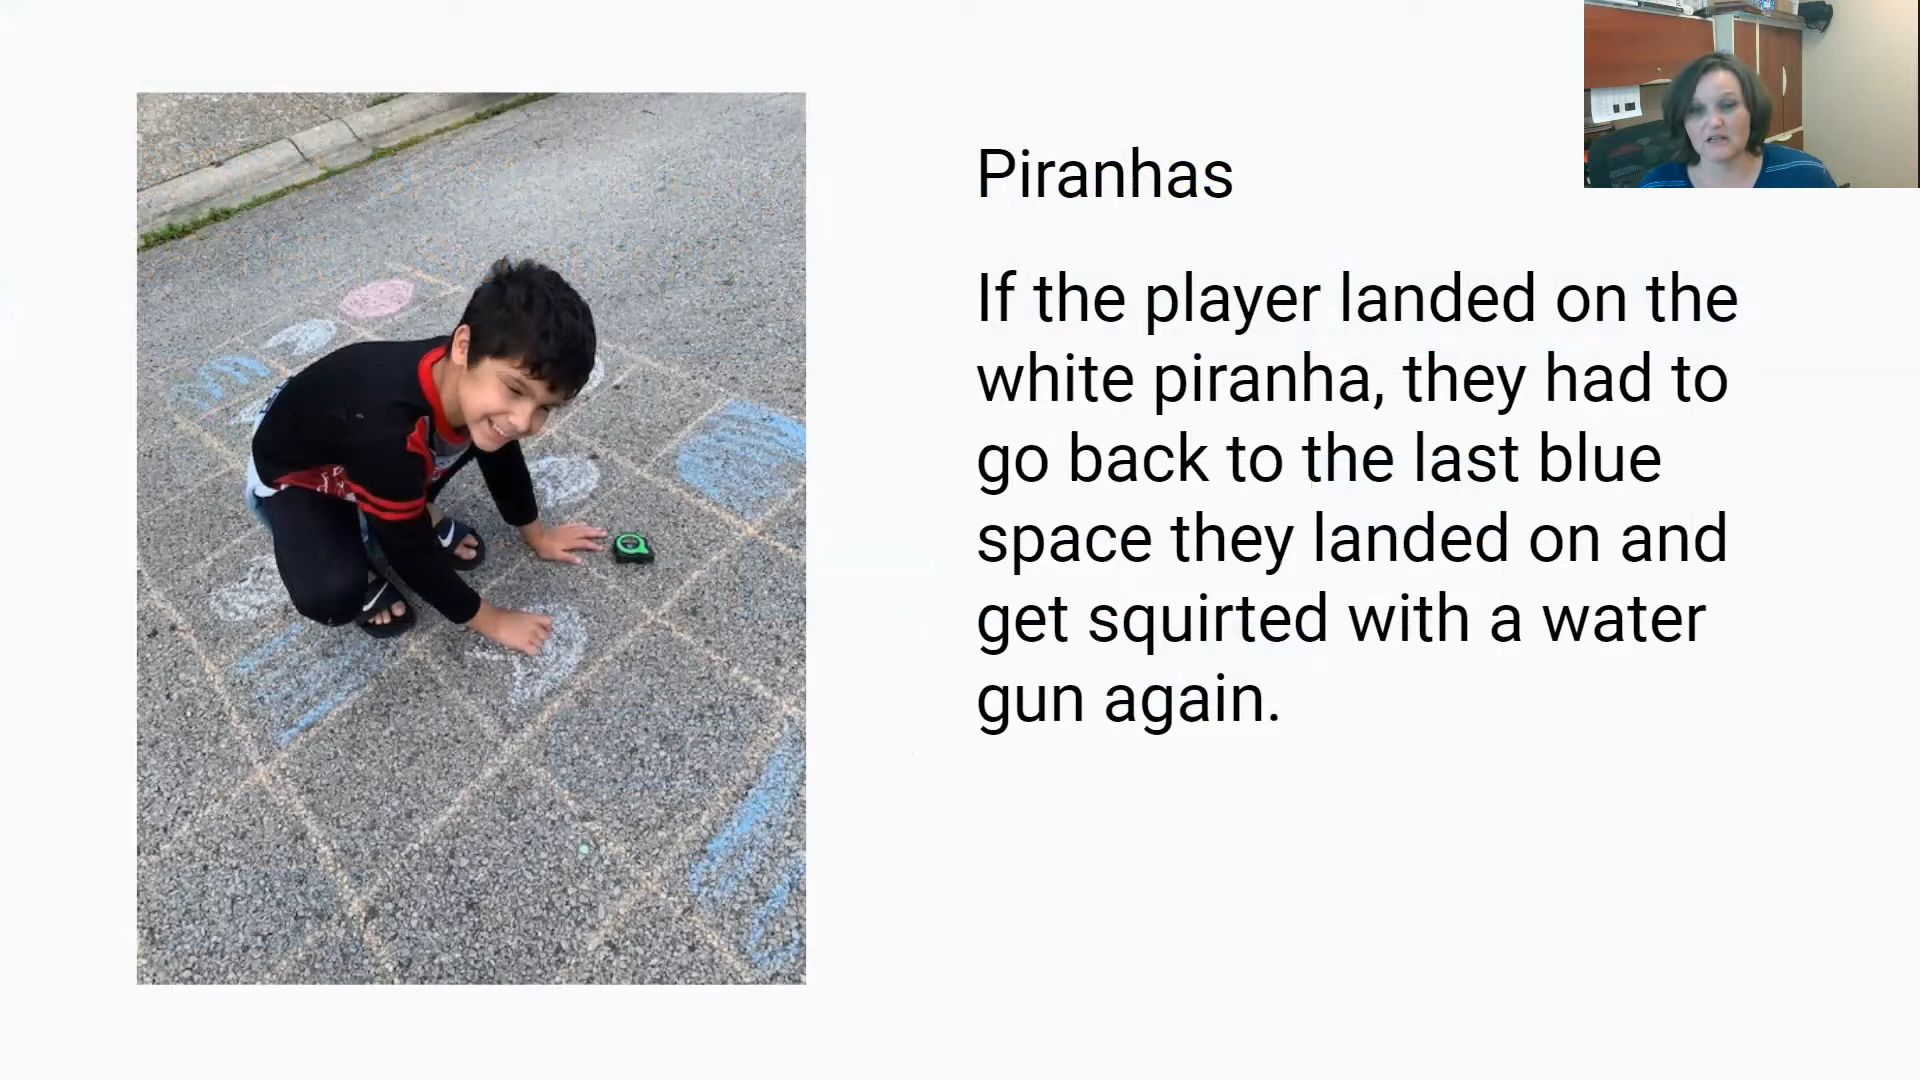 Piranhas
If the player landed on the
white piranha, they had to
go back to the last blue
space they landed on and
get squirted with a water
gun again.